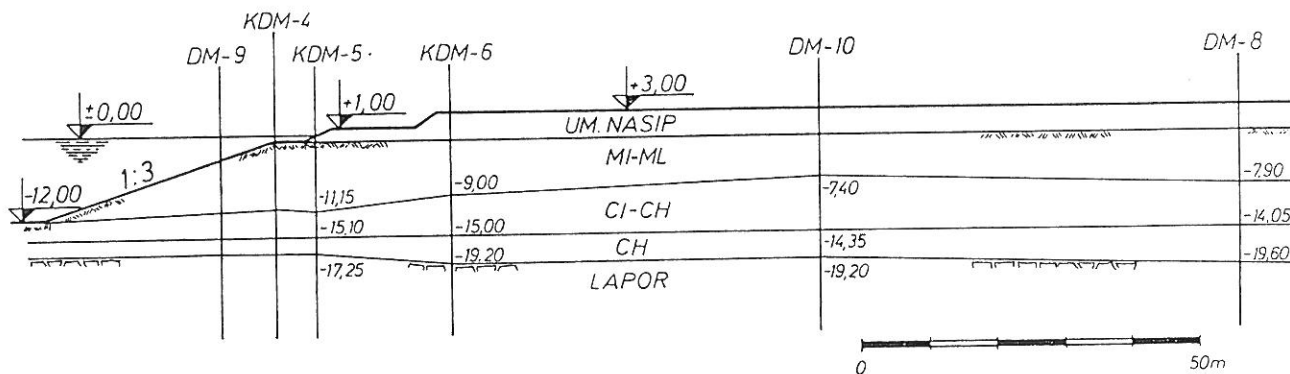 KDM-4
DM-9 KDM-5 KDM-6 DM-10 DM-8
±0,00 +1,00 +3,00
UM. NASIP
MI-ML
1:3
-12,00 -11,15 -9,00 -7,40 -7,90
CI-CH
-15,10 -15,00 -14,35 -14,05
CH
-17,25 -19,20 -19,20 -19,60
LAPOR
0 50m